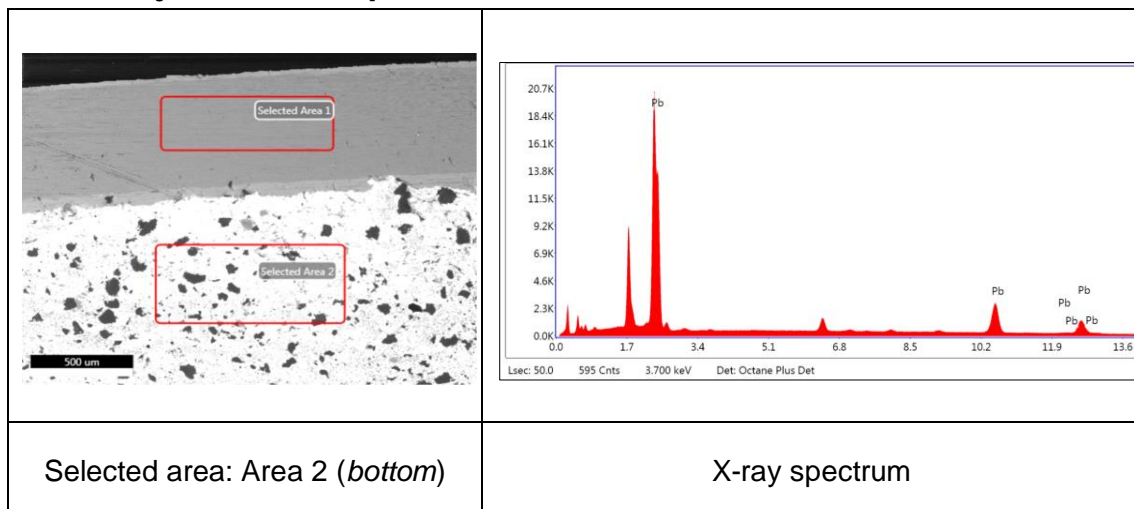 Selected Area 1
Selected Area 2
500 um
20.7K
18.4K
16.1K
13.8K
11.5K
9.2K
6.9K
4.6K
2.3K
0.0K
Pb
Pb
Pb
Pb
Pb Pb
0.0 1.7 3.4 5.1 6.8 8.5 10.2 11.9 13.6
Lsec: 50.0 595 Cnts 3.700 keV Det: Octane Plus Det
Selected area: Area 2 (bottom)
X-ray spectrum